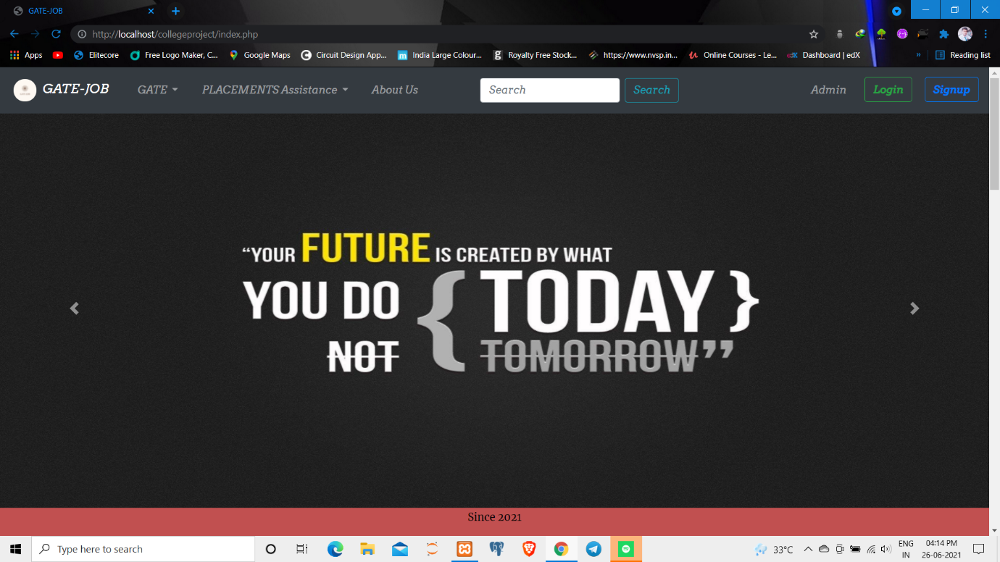 GATE-JOB
http://localhost/collegeproject/index.php
Apps
Elitecore
Free Logo Maker, C...
Google Maps
Circuit Design App...
India Large Colour...
Royalty Free Stock...
https://www.nvsp.in...
Online Courses - Le...
Dashboard | edX
»
Reading list
GATE-JOB
GATE
PLACEMENTS Assistance
About Us
Search
Search
Admin
Login
Signup
“YOUR FUTURE IS CREATED BY WHAT
YOU DO { TODAY }
NOT TOMORROW”
Since 2021
Type here to search
33°C
ENG
IN
04:14 PM
26-06-2021